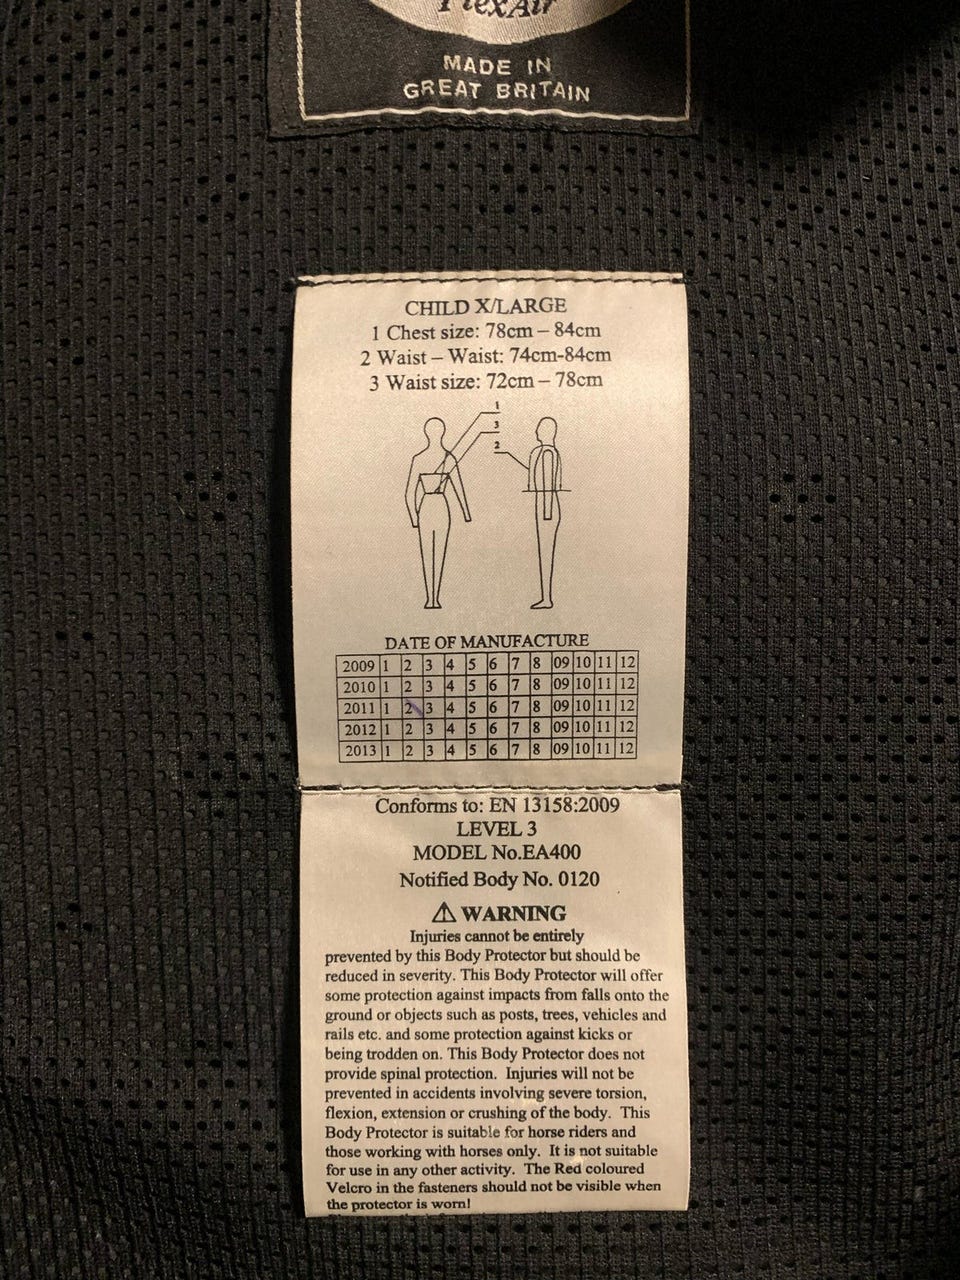 FlexAir
MADE IN
GREAT BRITAIN
CHILD X/LARGE
1 Chest size: 78cm – 84cm
2 Waist – Waist: 74cm-84cm
3 Waist size: 72cm – 78cm
1
3
2
DATE OF MANUFACTURE
2009 1 2 3 4 5 6 7 8 09 10 11 12
2010 1 2 3 4 5 6 7 8 09 10 11 12
2011 1 2 3 4 5 6 7 8 09 10 11 12
2012 1 2 3 4 5 6 7 8 09 10 11 12
2013 1 2 3 4 5 6 7 8 09 10 11 12
Conforms to: EN 13158:2009
LEVEL 3
MODEL No.EA400
Notified Body No. 0120
⚠ WARNING
Injuries cannot be entirely
prevented by this Body Protector but should be
reduced in severity. This Body Protector will offer
some protection against impacts from falls onto the
ground or objects such as posts, trees, vehicles and
rails etc. and some protection against kicks or
being trodden on. This Body Protector does not
provide spinal protection. Injuries will not be
prevented in accidents involving severe torsion,
flexion, extension or crushing of the body. This
Body Protector is suitable for horse riders and
those working with horses only. It is not suitable
for use in any other activity. The Red coloured
Velcro in the fasteners should not be visible when
the protector is worn!